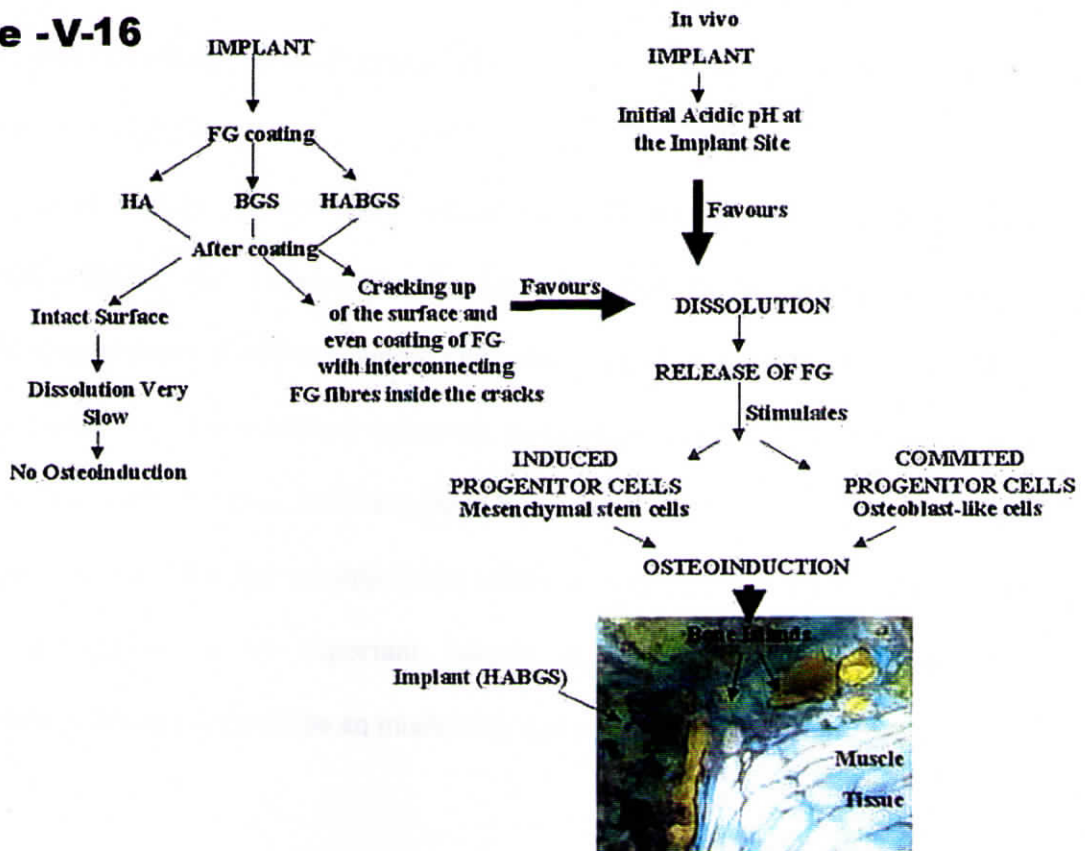 e -V-16
IMPLANT
FG coating
HA BGS HABGS
After coating
Intact Surface
Dissolution Very
Slow
No Osteoinduction
Cracking up
of the surface and
even coating of FG
with interconnecting
FG fibres inside the cracks
Favours
In vivo
IMPLANT
Initial Acidic pH at
the Implant Site
Favours
DISSOLUTION
RELEASE OF FG
Stimulates
INDUCED
PROGENITOR CELLS
Mesenchymal stem cells
COMMITED
PROGENITOR CELLS
Osteoblast-like cells
OSTEOINDUCTION
Bone Islands
Implant (HABGS)
Muscle
Tissue